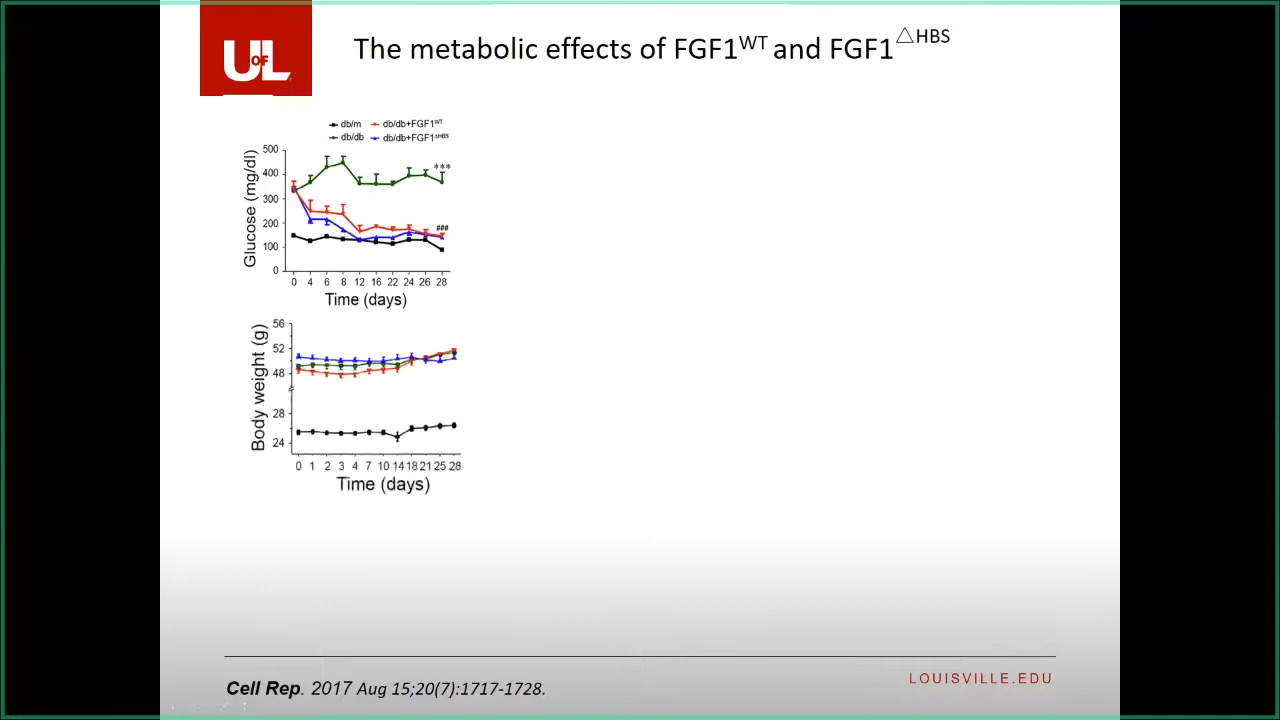 U OF L
The metabolic effects of FGF1WT and FGF1△HBS
db/m db/db+FGF1WT
db/db db/db+FGF1ΔHBS
Glucose (mg/dl)
500
400
300
200
100
0
***
###
0 4 6 8 12 16 22 24 26 28
Time (days)
Body weight (g)
56
52
48
28
24
0 1 2 3 4 7 10 14 18 21 25 28
Time (days)
LOUISVILLE.EDU
Cell Rep. 2017 Aug 15;20(7):1717-1728.